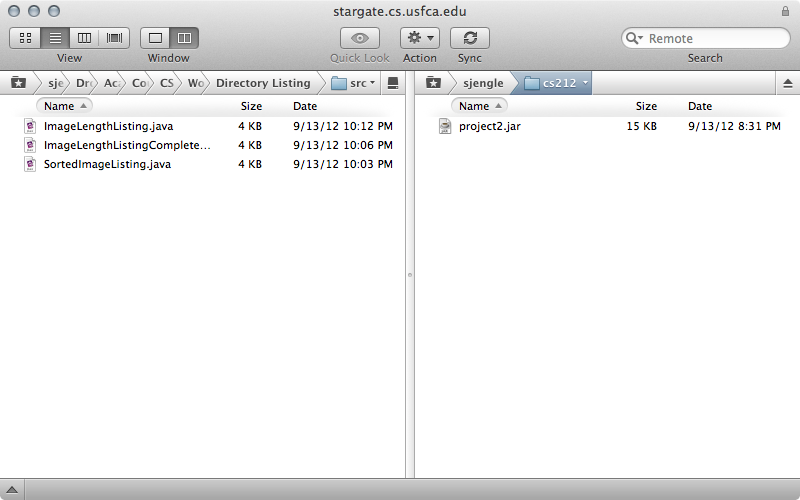 stargate.cs.usfca.edu
View
Window
Quick Look
Action
Sync
Remote
Search
sje Dr Aca Co CS Wo Directory Listing src
sjengle cs212
Name Size Date
ImageLengthListing.java 4 KB 9/13/12 10:12 PM
ImageLengthListingComplete... 4 KB 9/13/12 10:06 PM
SortedImageListing.java 4 KB 9/13/12 10:03 PM
Name Size Date
project2.jar 15 KB 9/13/12 8:31 PM